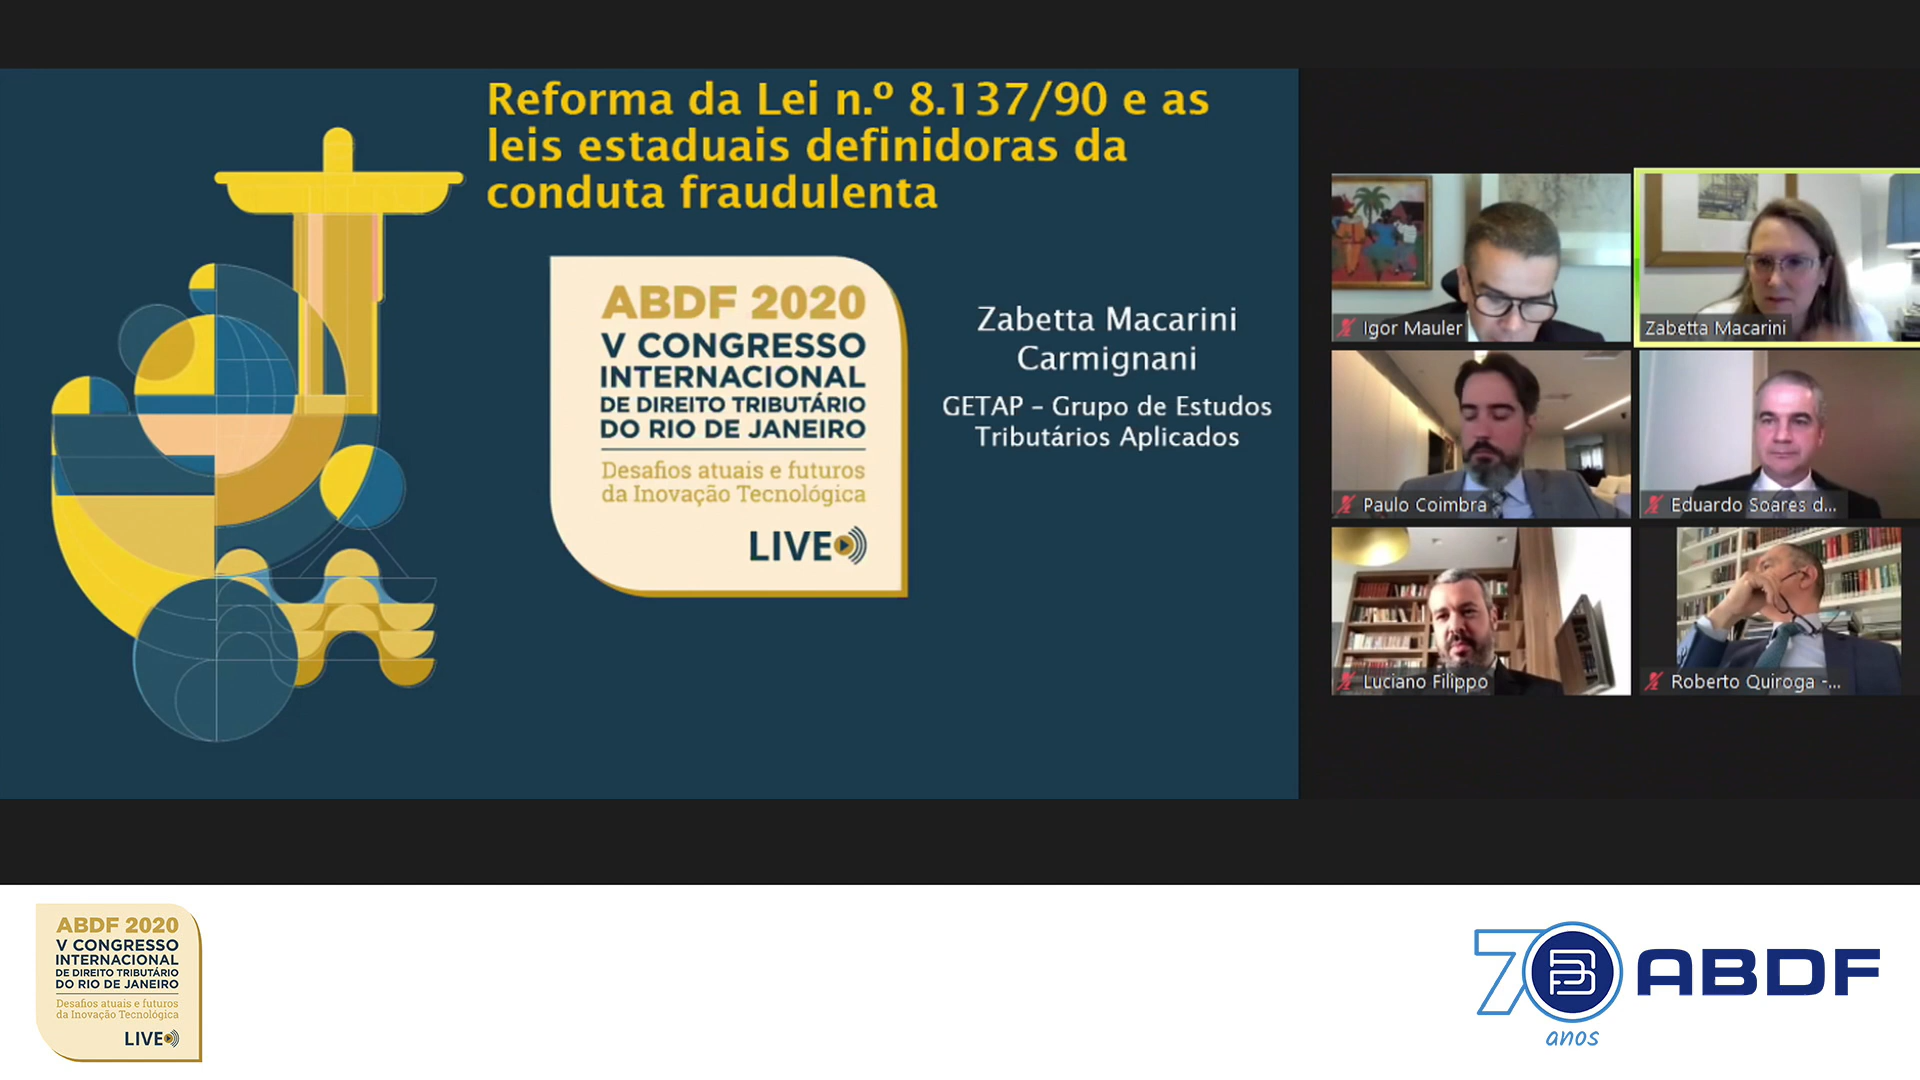 Reforma da Lei n.º 8.137/90 e as
leis estaduais definidoras da
conduta fraudulenta
ABDF 2020
V CONGRESSO
INTERNACIONAL
DE DIREITO TRIBUTÁRIO
DO RIO DE JANEIRO
Desafios atuais e futuros
da Inovação Tecnológica
LIVE
Zabetta Macarini
Carmignani
GETAP – Grupo de Estudos
Tributários Aplicados
Igor Mauler
Zabetta Macarini
Paulo Coimbra
Eduardo Soares d...
Luciano Filippo
Roberto Quiroga -...
ABDF 2020
V CONGRESSO
INTERNACIONAL
DE DIREITO TRIBUTÁRIO
DO RIO DE JANEIRO
Desafios atuais e futuros
da Inovação Tecnológica
LIVE
70 ABDF
anos